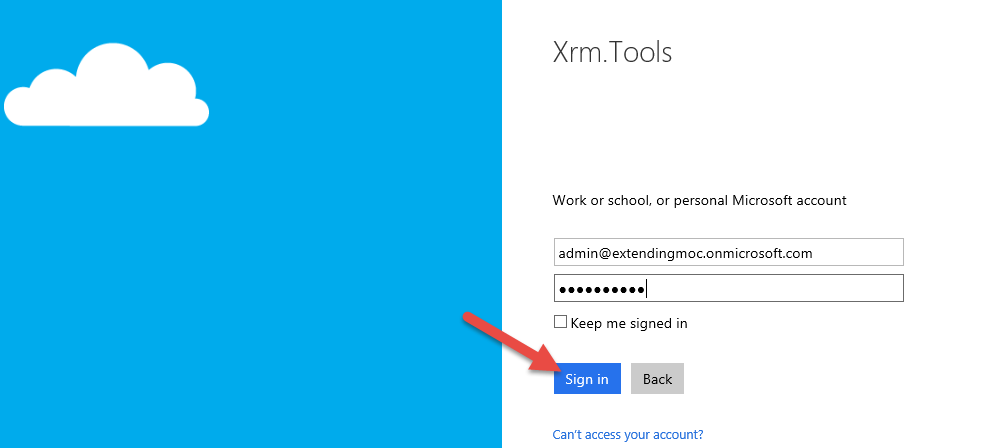 Xrm.Tools
Work or school, or personal Microsoft account
admin@extendingmoc.onmicrosoft.com
●●●●●●●●●●
Keep me signed in
Sign in
Back
Can't access your account?